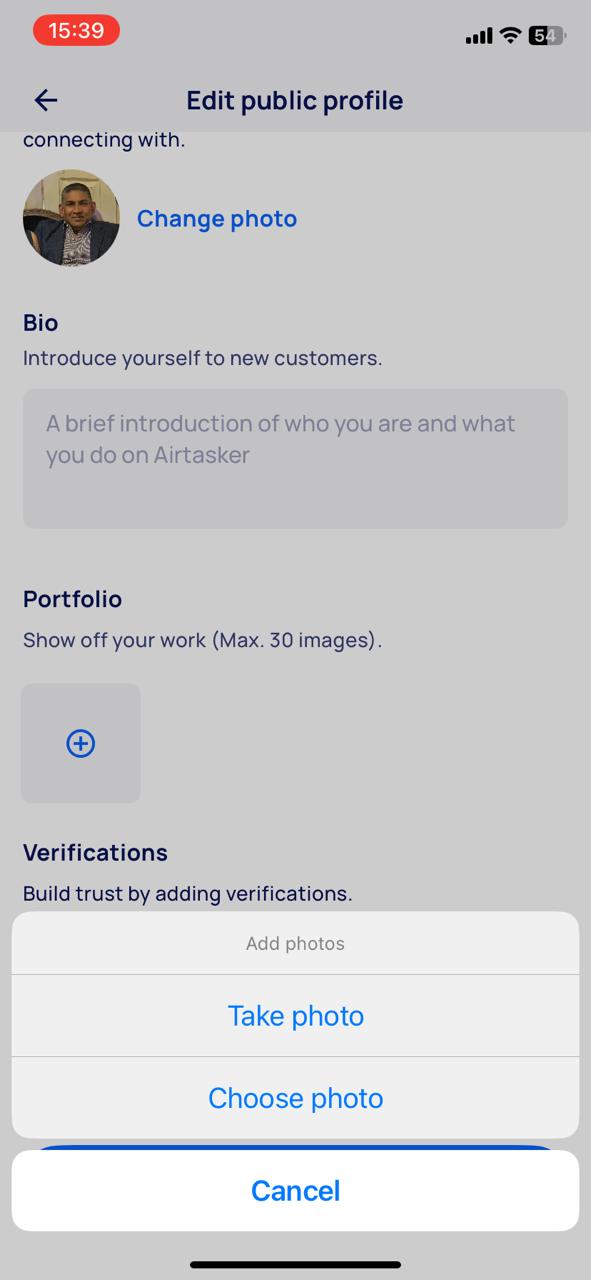 15:39
54
Edit public profile
connecting with.
Change photo
Bio
Introduce yourself to new customers.
A brief introduction of who you are and what
you do on Airtasker
Portfolio
Show off your work (Max. 30 images).
Verifications
Build trust by adding verifications.
Add photos
Take photo
Choose photo
Cancel